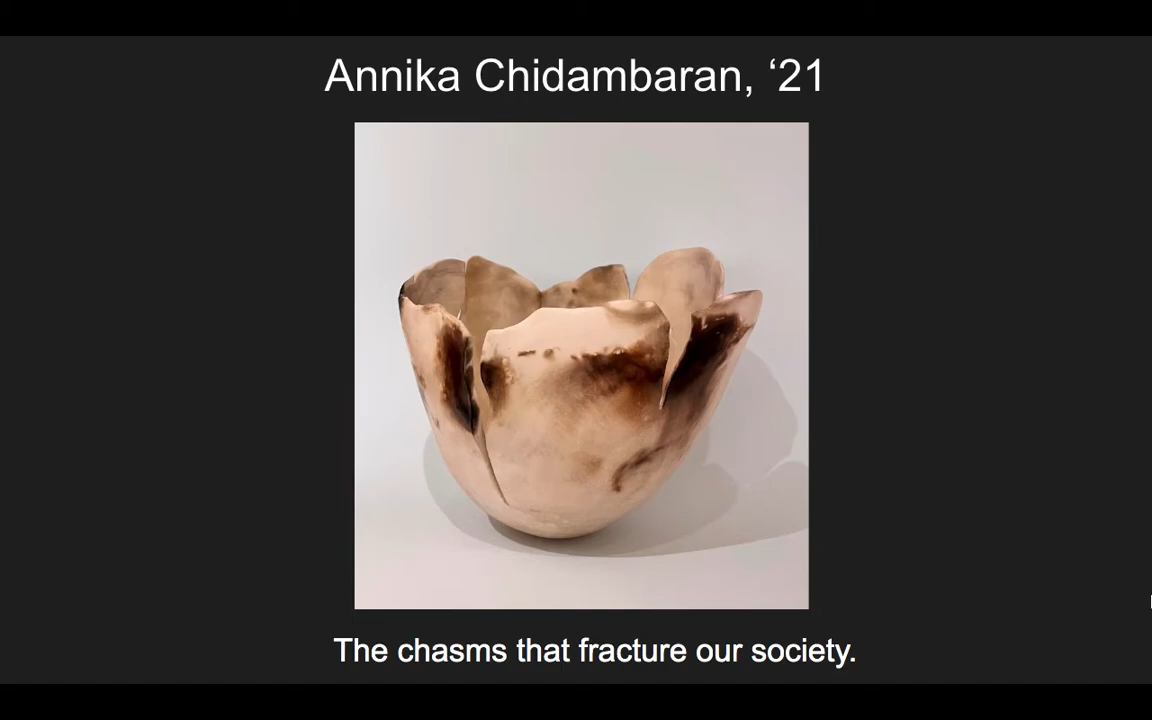 Annika Chidambaran, ‘21
The chasms that fracture our society.